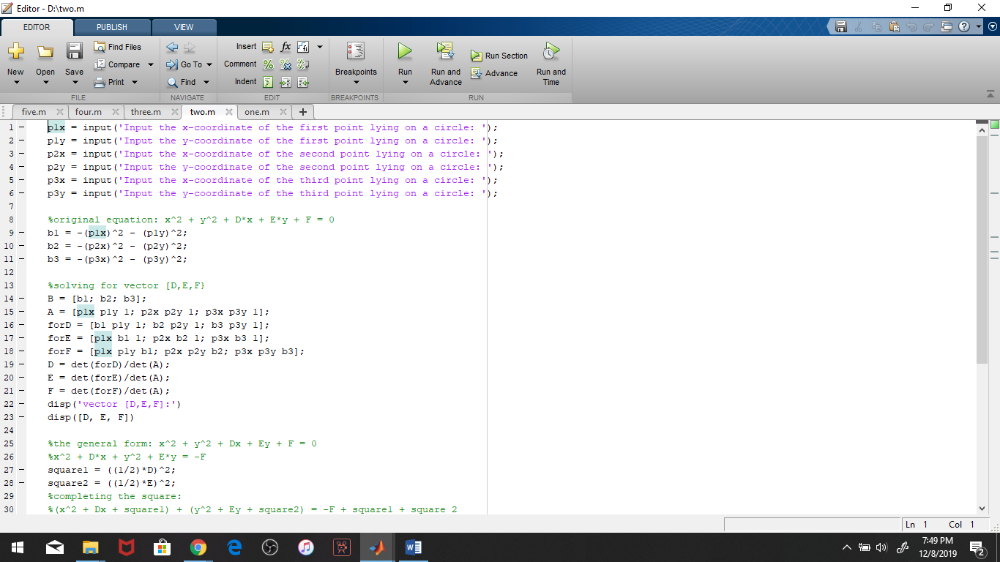 Editor - D:\two.m
EDITOR PUBLISH VIEW
New Open Save Find Files Compare Print
Insert Comment Indent
Go To Find
Breakpoints
Run Run and Advance Run Section Advance Run and Time
FILE NAVIGATE EDIT BREAKPOINTS RUN
five.m four.m three.m two.m one.m
1 p1x = input('Input the x-coordinate of the first point lying on a circle: ');
2 p1y = input('Input the y-coordinate of the first point lying on a circle: ');
3 p2x = input('Input the x-coordinate of the second point lying on a circle: ');
4 p2y = input('Input the y-coordinate of the second point lying on a circle: ');
5 p3x = input('Input the x-coordinate of the third point lying on a circle: ');
6 p3y = input('Input the y-coordinate of the third point lying on a circle: ');
7
8 %original equation: x^2 + y^2 + D*x + E*y + F = 0
9 b1 = -(p1x)^2 - (p1y)^2;
10 b2 = -(p2x)^2 - (p2y)^2;
11 b3 = -(p3x)^2 - (p3y)^2;
12
13 %solving for vector [D,E,F}
14 B = [b1; b2; b3];
15 A = [p1x p1y 1; p2x p2y 1; p3x p3y 1];
16 forD = [b1 p1y 1; b2 p2y 1; b3 p3y 1];
17 forE = [p1x b1 1; p2x b2 1; p3x b3 1];
18 forF = [p1x p1y b1; p2x p2y b2; p3x p3y b3];
19 D = det(forD)/det(A);
20 E = det(forE)/det(A);
21 F = det(forF)/det(A);
22 disp('vector [D,E,F]:')
23 disp([D, E, F])
24
25 %the general form: x^2 + y^2 + Dx + Ey + F = 0
26 %x^2 + D*x + y^2 + E*y = -F
27 square1 = ((1/2)*D)^2;
28 square2 = ((1/2)*E)^2;
29 %completing the square:
30 %(x^2 + Dx + square1) + (y^2 + Ey + square2) = -F + square1 + square 2
Ln 1 Col 1
7:49 PM
12/8/2019
2